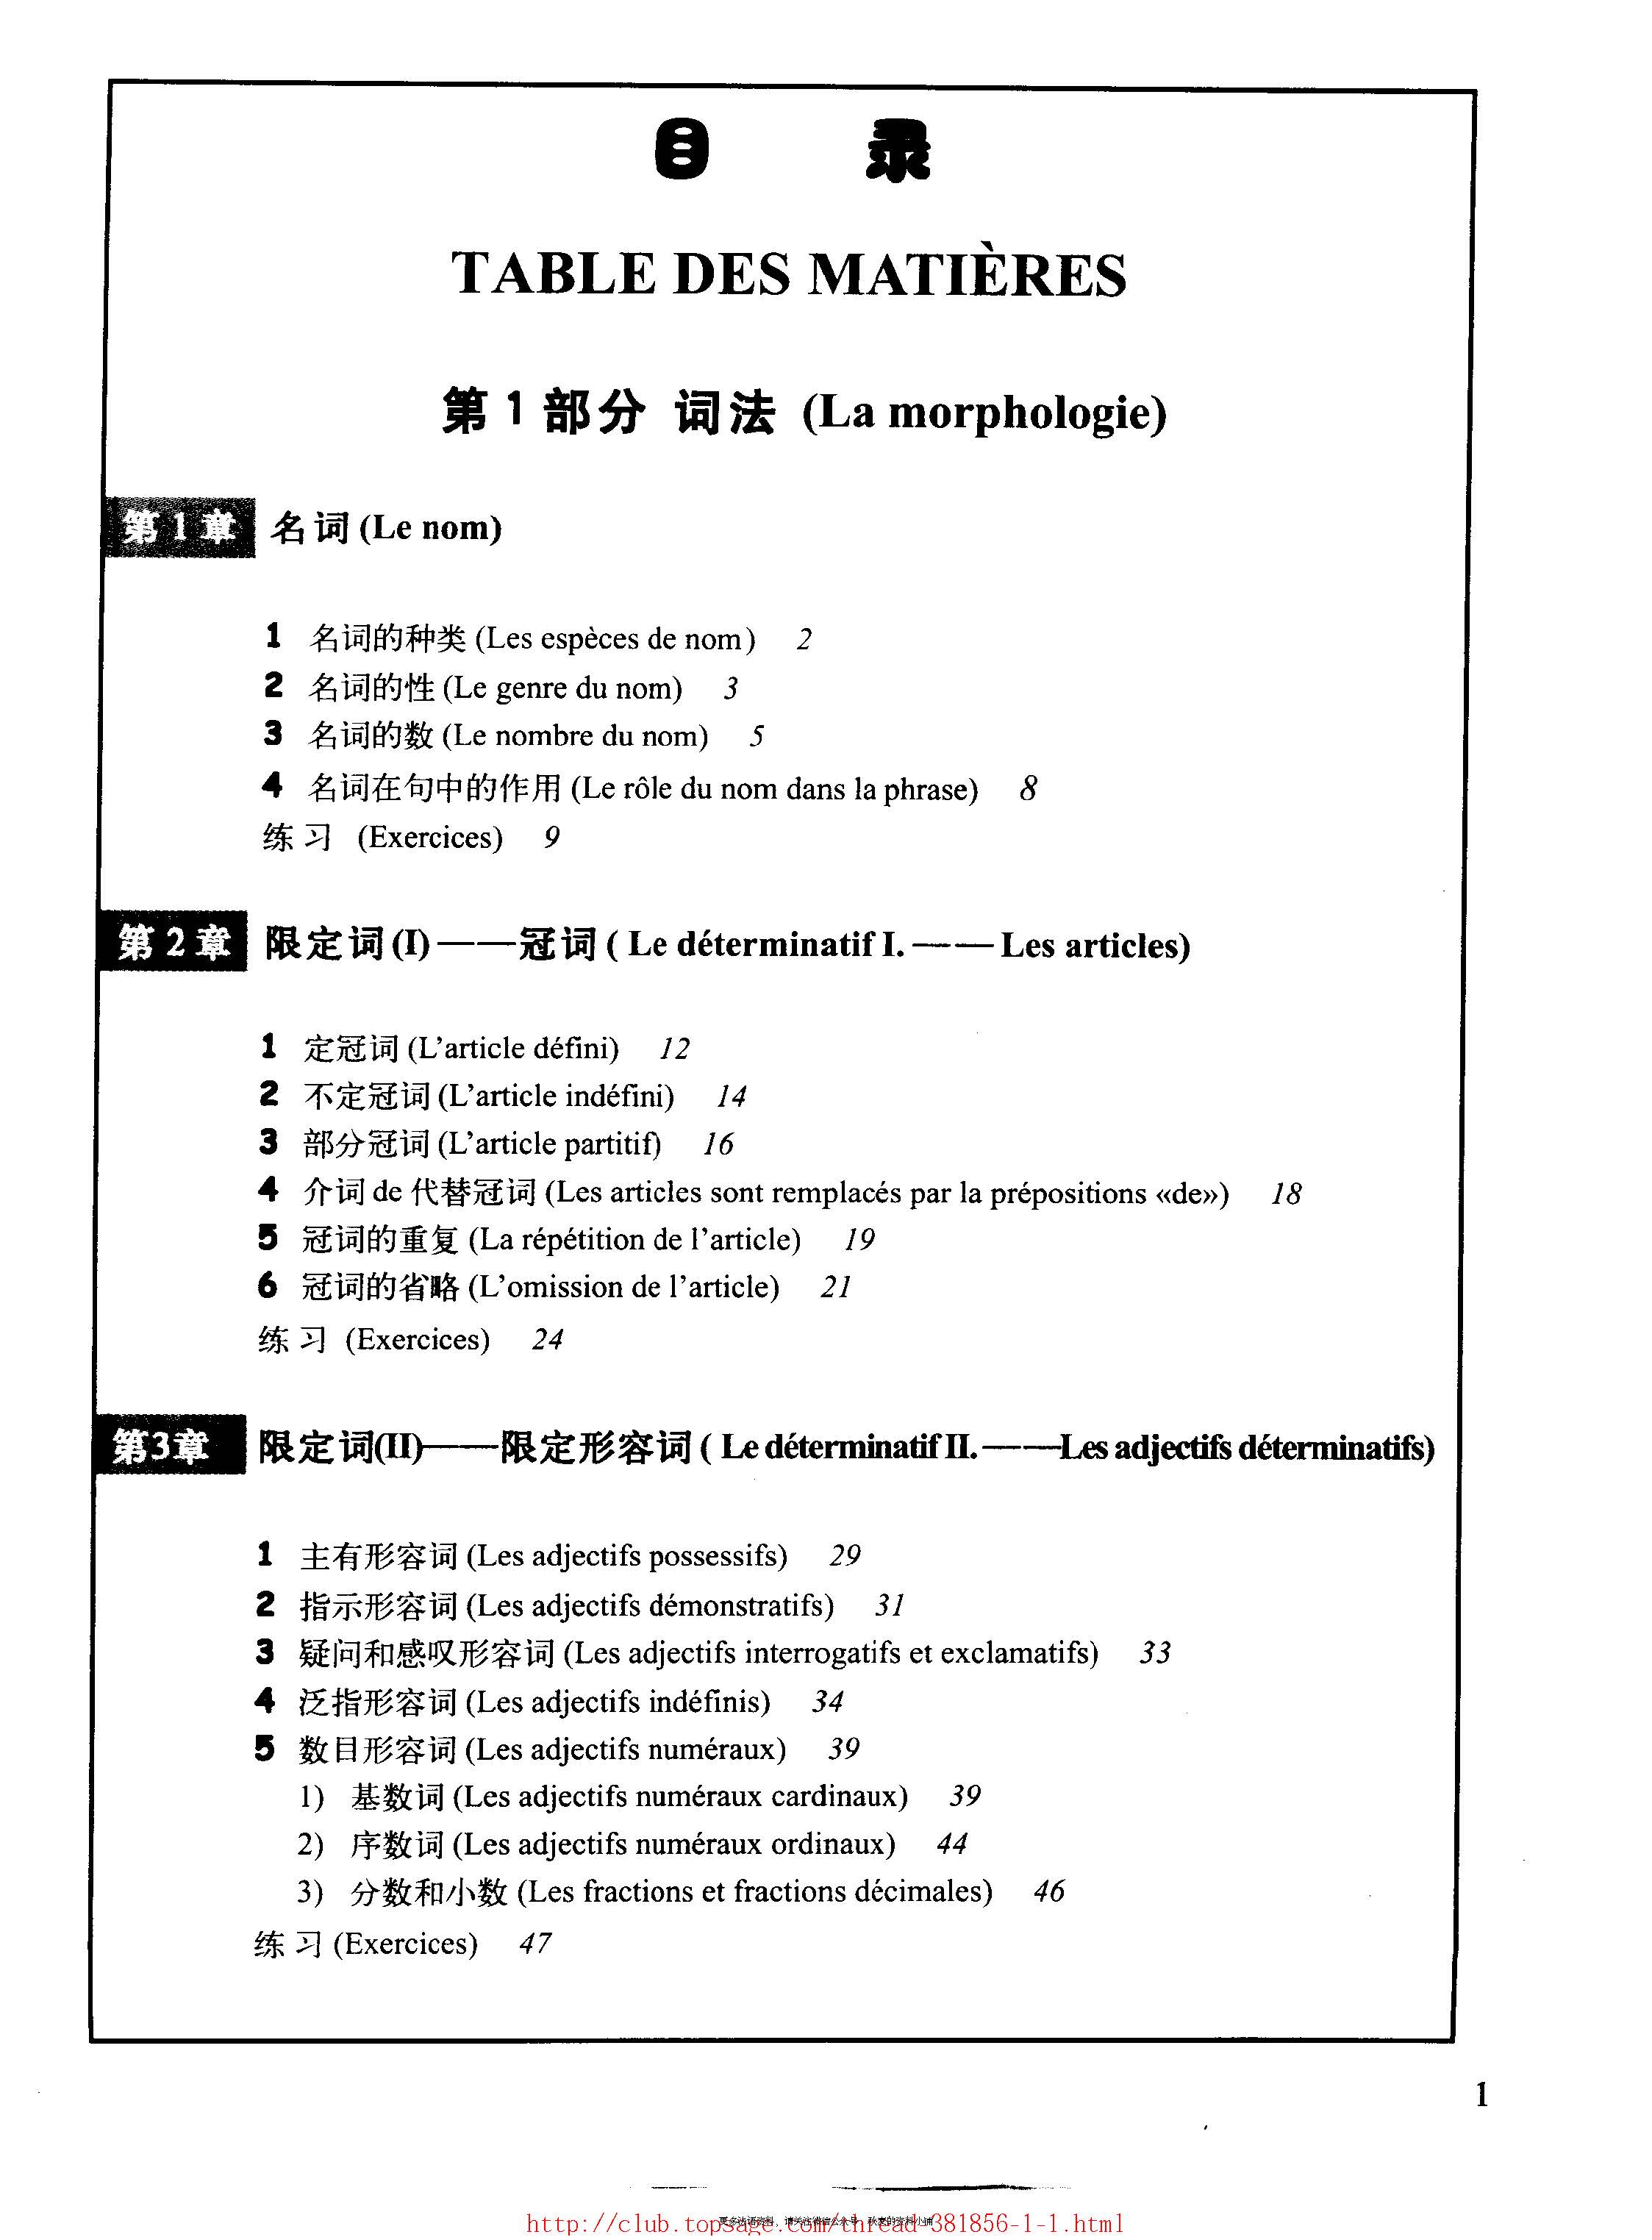 目 录
TABLE DES MATIÈRES
第 1 部分 词法 (La morphologie)
第 1 章 名词 (Le nom)
1 名词的种类 (Les espèces de nom) 2
2 名词的性 (Le genre du nom) 3
3 名词的数 (Le nombre du nom) 5
4 名词在句中的作用 (Le rôle du nom dans la phrase) 8
练习 (Exercices) 9
第 2 章 限定词 (I) ——冠词 ( Le déterminatif I. —— Les articles)
1 定冠词 (L'article défini) 12
2 不定冠词 (L'article indéfini) 14
3 部分冠词 (L'article partitif) 16
4 介词 de 代替冠词 (Les articles sont remplacés par la prépositions «de») 18
5 冠词的重复 (La répétition de l'article) 19
6 冠词的省略 (L'omission de l'article) 21
练习 (Exercices) 24
第3章 限定词(II)——限定形容词 ( Le déterminatif II. ——Les adjectifs déterminatifs)
1 主有形容词 (Les adjectifs possessifs) 29
2 指示形容词 (Les adjectifs démonstratifs) 31
3 疑问和感叹形容词 (Les adjectifs interrogatifs et exclamatifs) 33
4 泛指形容词 (Les adjectifs indéfinis) 34
5 数目形容词 (Les adjectifs numéraux) 39
1) 基数词 (Les adjectifs numéraux cardinaux) 39
2) 序数词 (Les adjectifs numéraux ordinaux) 44
3) 分数和小数 (Les fractions et fractions décimales) 46
练习 (Exercices) 47
1
http://club.topsage.com/thread-381856-1-1.html